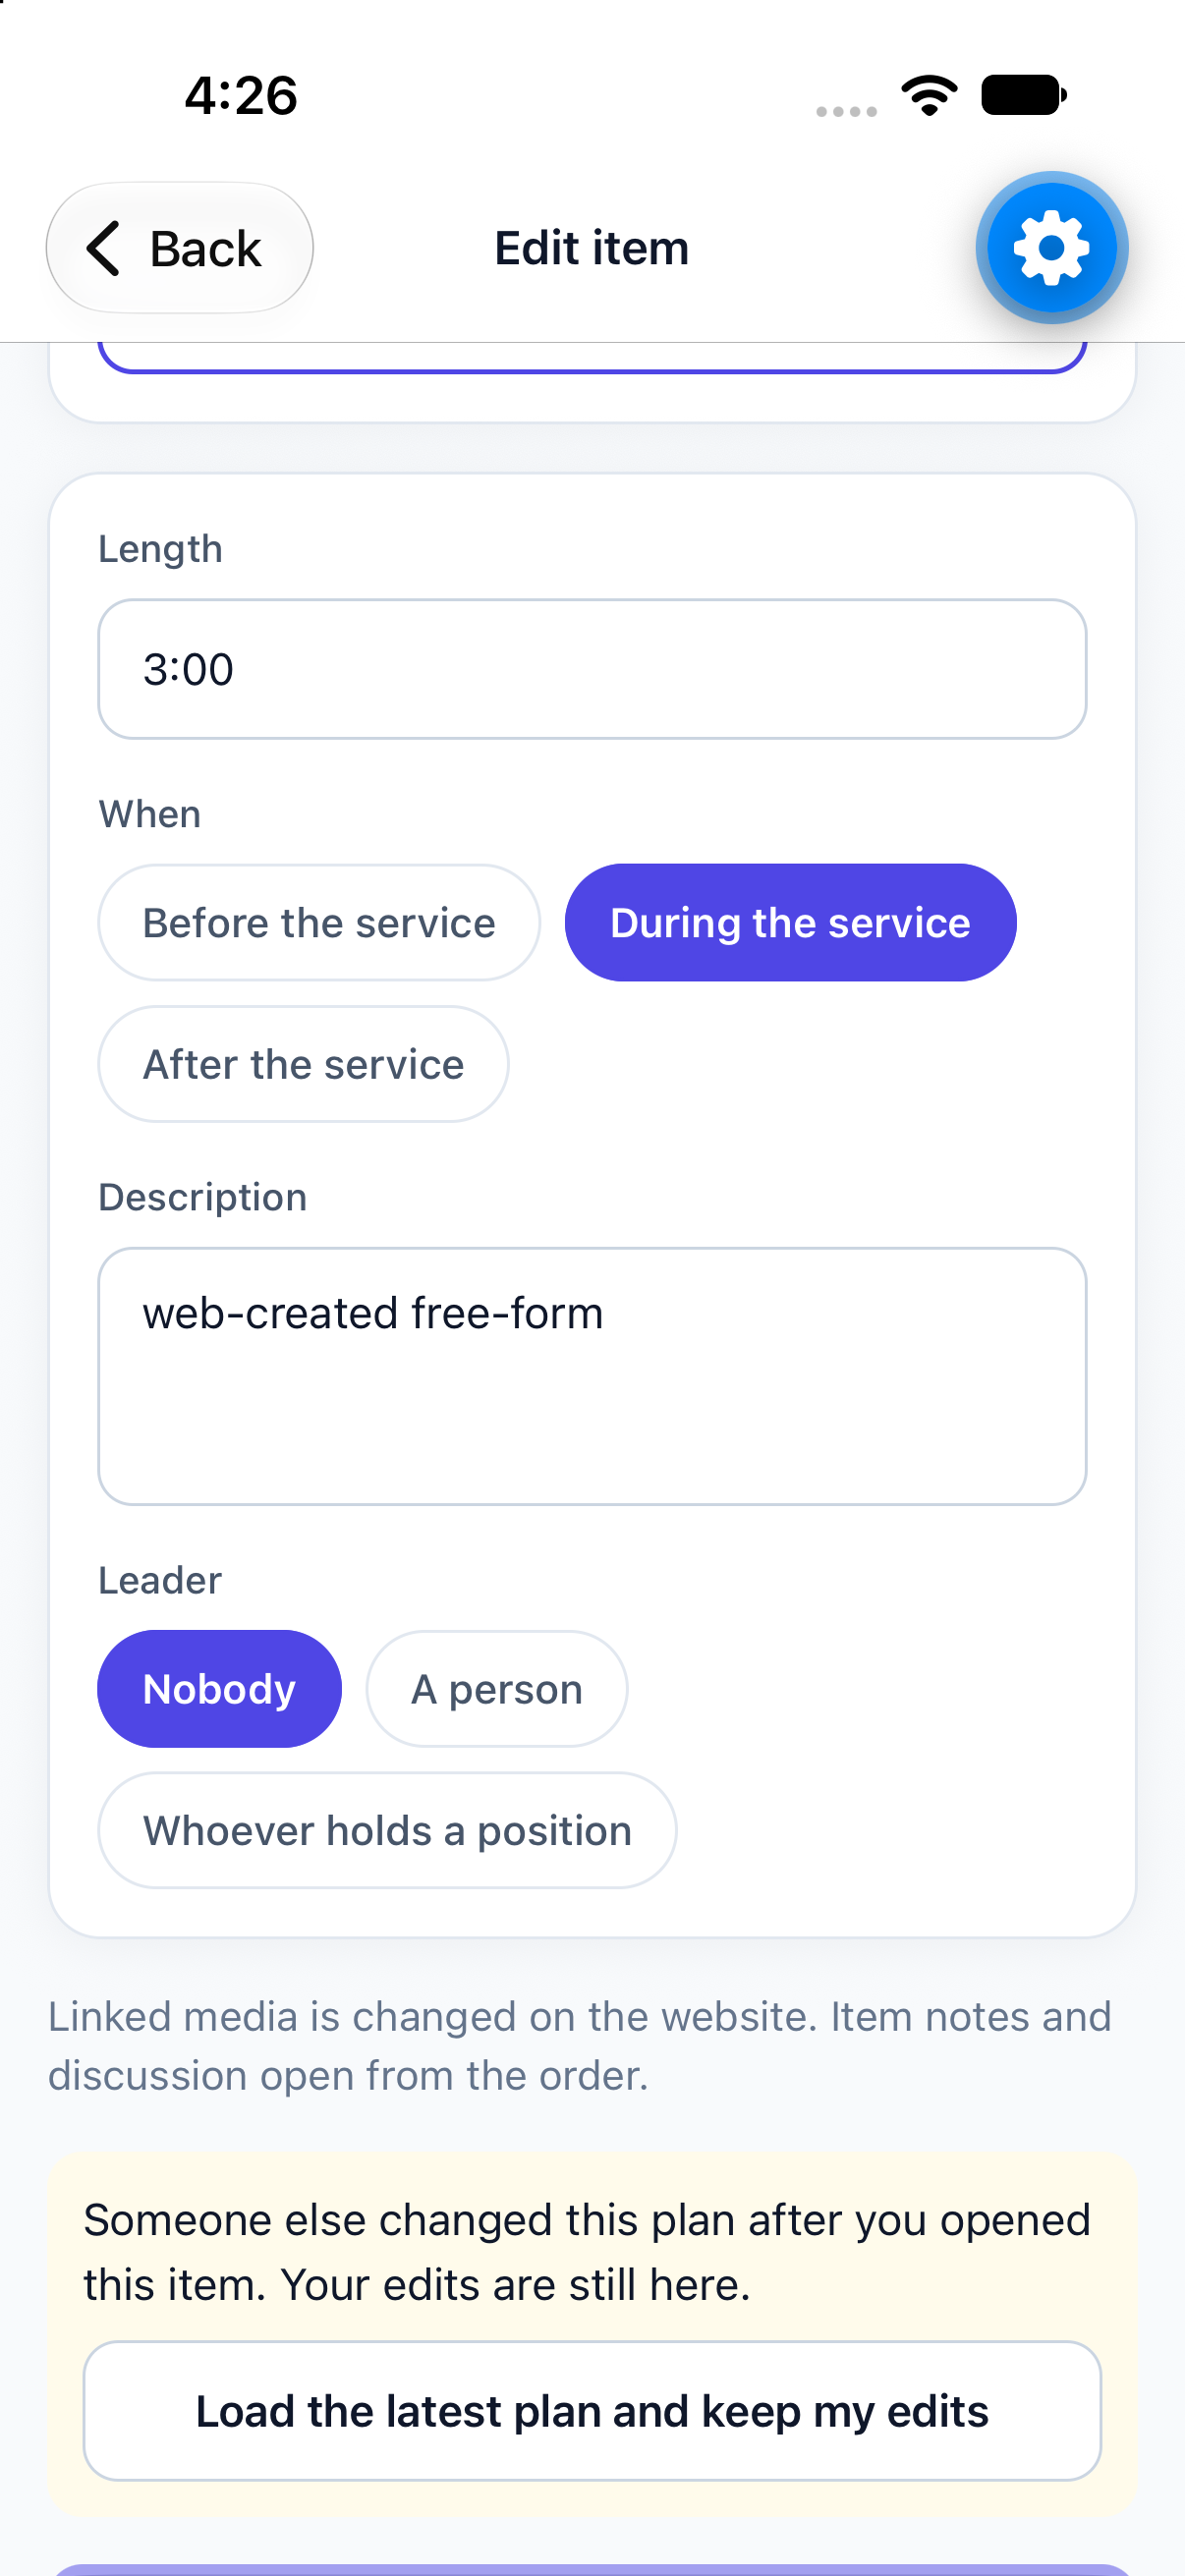 4:26
Back
Edit item
Length
3:00
When
Before the service
During the service
After the service
Description
web-created free-form
Leader
Nobody
A person
Whoever holds a position
Linked media is changed on the website. Item notes and
discussion open from the order.
Someone else changed this plan after you opened
this item. Your edits are still here.
Load the latest plan and keep my edits